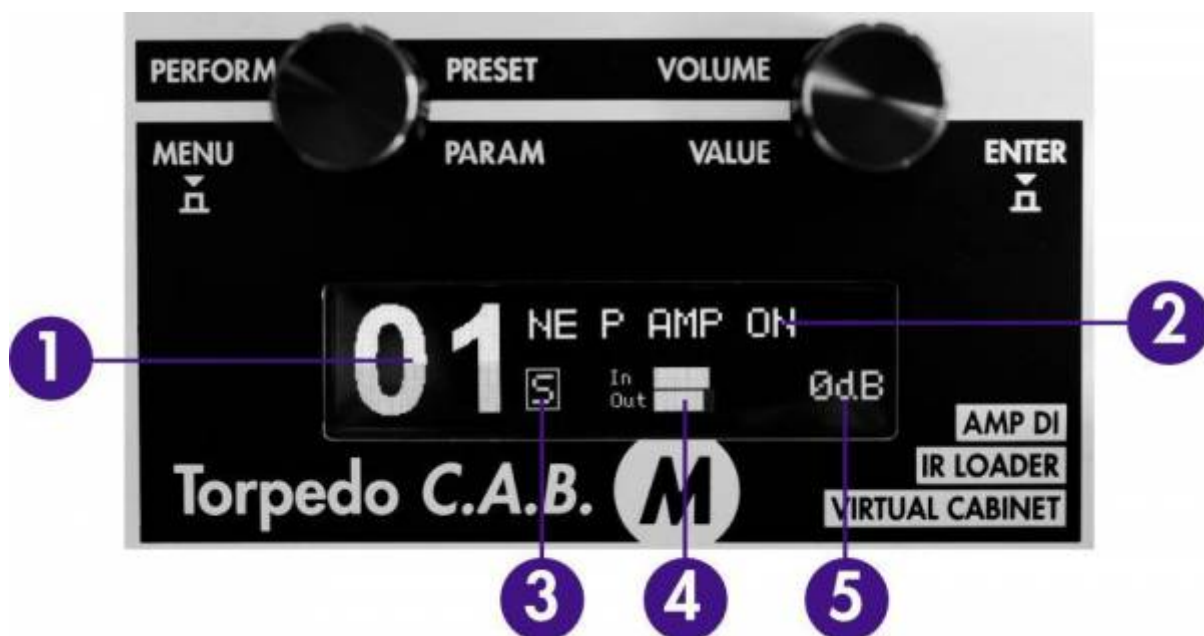 PERFORM PRESET VOLUME
MENU PARAM VALUE ENTER
01 NE P AMP ON
S In 0dB
Out
1
2
AMP DI
IR LOADER
VIRTUAL CABINET
Torpedo C.A.B. M
3 4 5